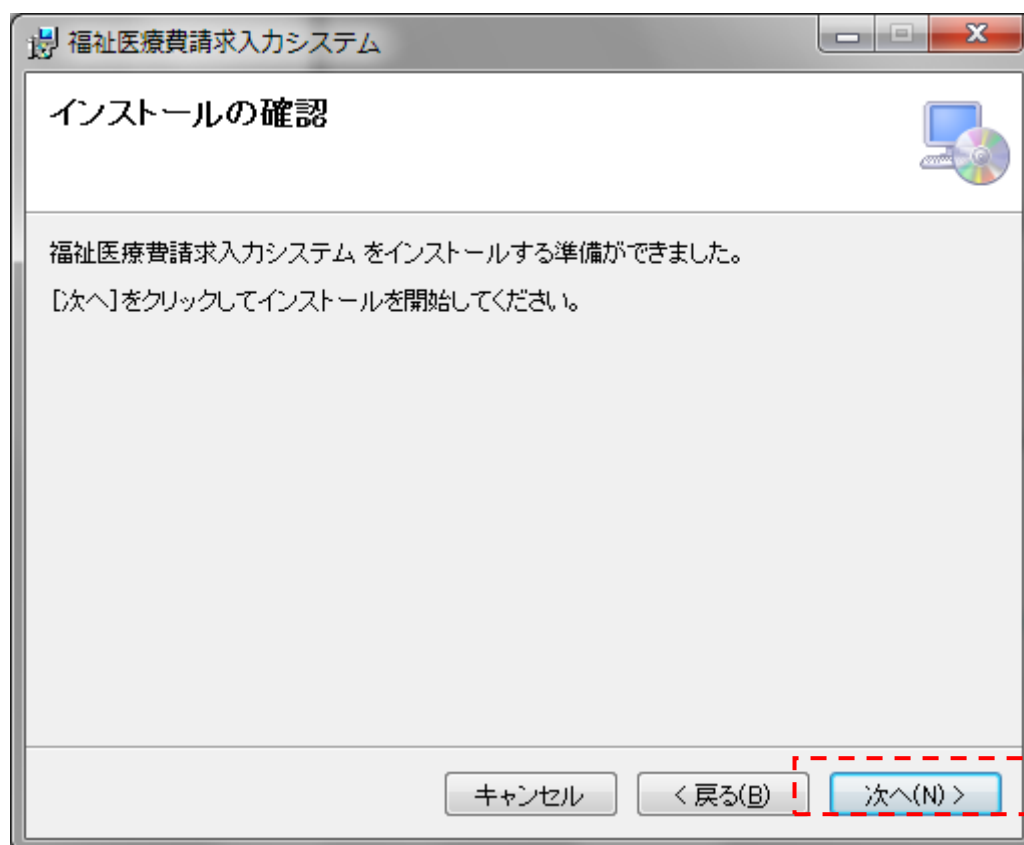 福祉医療費請求入力システム
インストールの確認
福祉医療費請求入力システム をインストールする準備ができました。
[次へ]をクリックしてインストールを開始してください。
キャンセル
< 戻る(B)
次へ(N) >